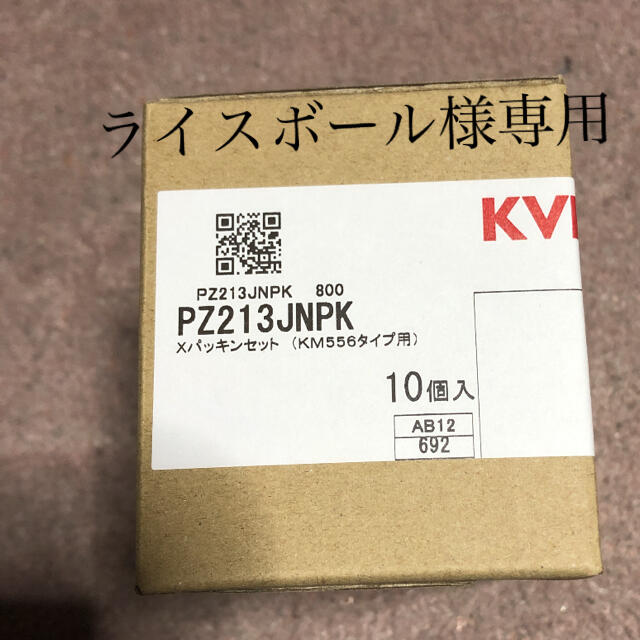 ライスボール様専用
KV
PZ213JNPK 800
PZ213JNPK
Xパッキンセット (KM556タイプ用)
10個入
AB12
692